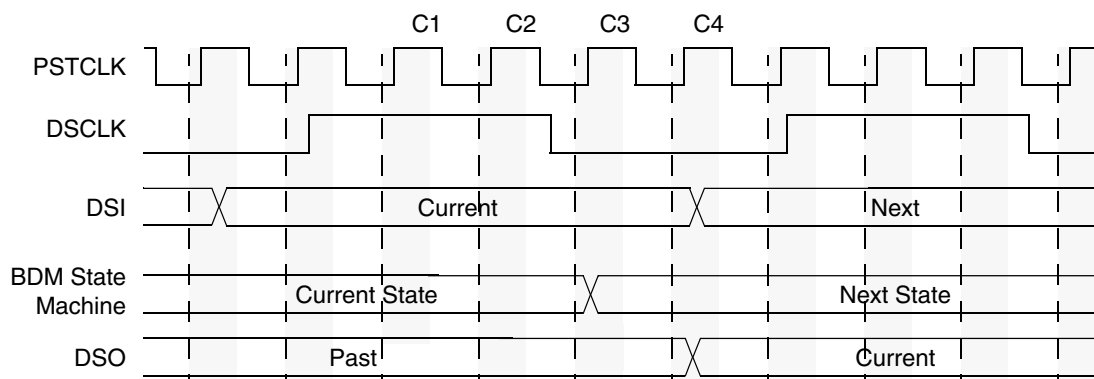 C1 C2 C3 C4
PSTCLK
DSCLK
DSI Current Next
BDM State
Machine Current State Next State
DSO Past Current